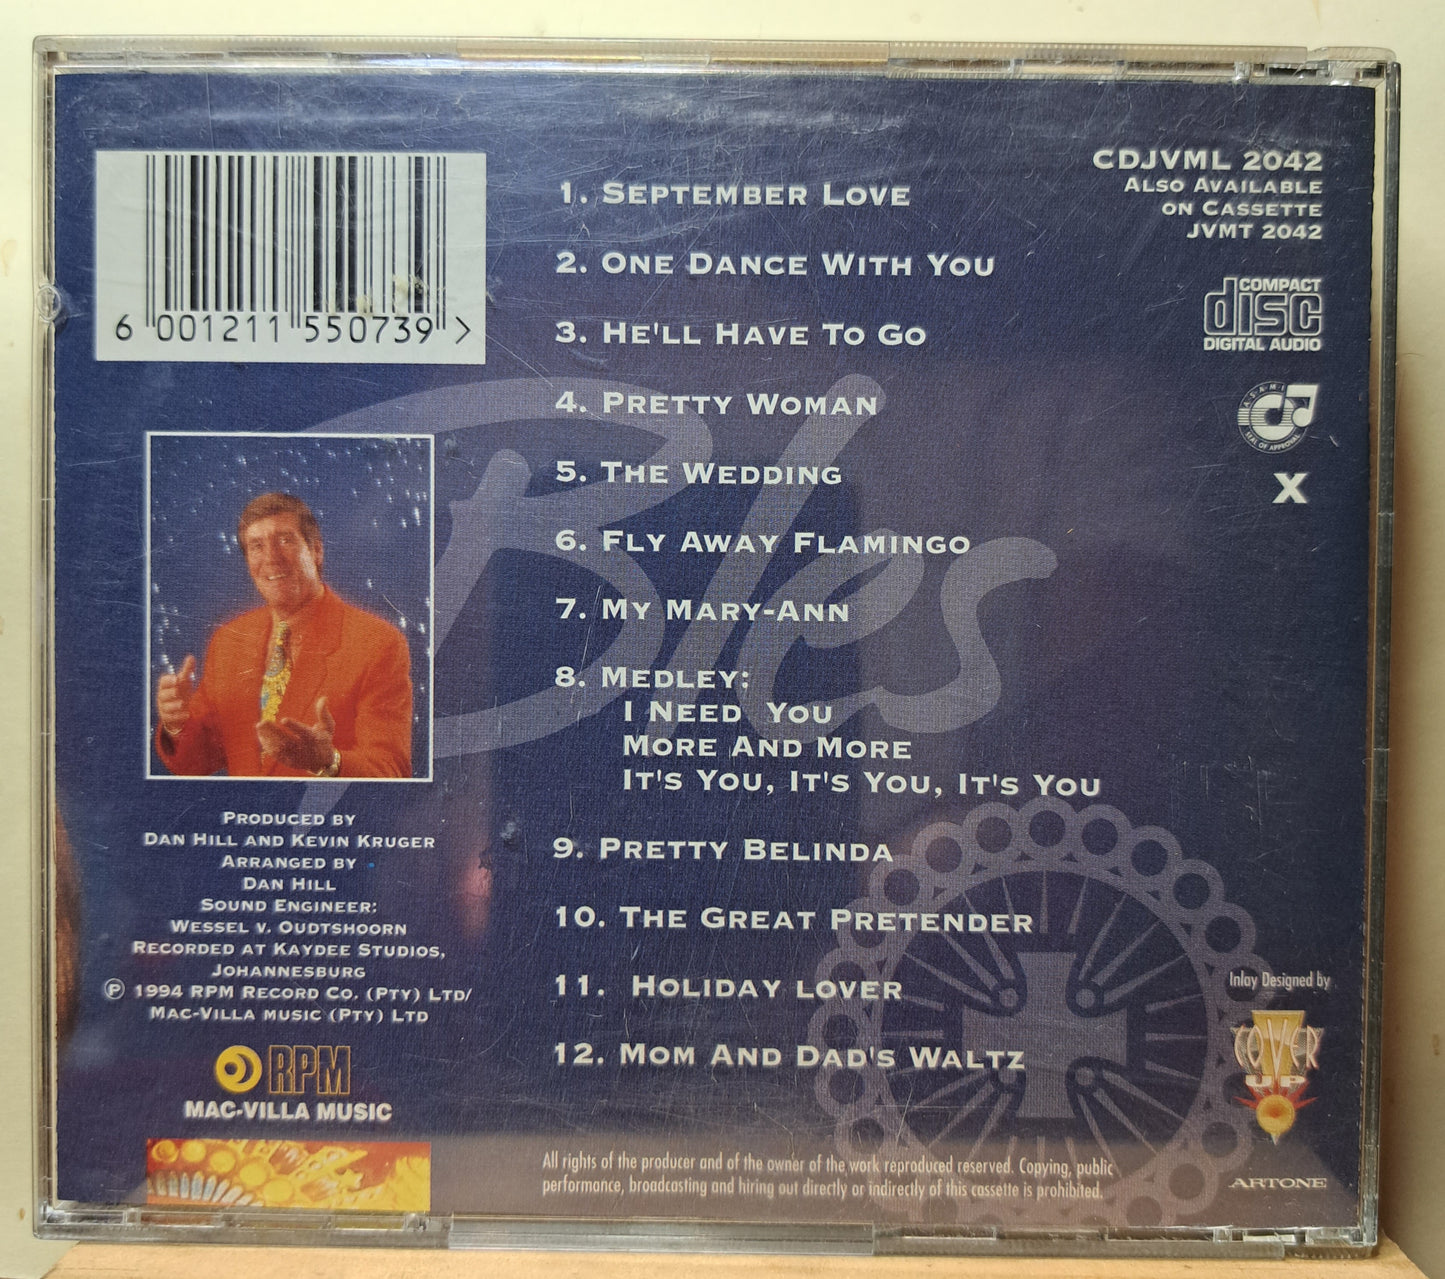 6 001211 550739 >
1. SEPTEMBER LOVE
2. ONE DANCE WITH YOU
3. HE'LL HAVE TO GO
4. PRETTY WOMAN
5. THE WEDDING
6. FLY AWAY FLAMINGO
7. MY MARY-ANN
8. MEDLEY:
I NEED YOU
MORE AND MORE
IT'S YOU, IT'S YOU, IT'S YOU
9. PRETTY BELINDA
10. THE GREAT PRETENDER
11. HOLIDAY LOVER
12. MOM AND DAD'S WALTZ
CDJVML 2042
ALSO AVAILABLE
ON CASSETTE
JVMT 2042
COMPACT
disc
DIGITAL AUDIO
A·S·A·M·I
SEAL OF APPROVAL
X
Bles
PRODUCED BY
DAN HILL AND KEVIN KRUGER
ARRANGED BY
DAN HILL
SOUND ENGINEER:
WESSEL V. OUDTSHOORN
RECORDED AT KAYDEE STUDIOS,
JOHANNESBURG
Ⓟ 1994 RPM RECORD CO. (PTY) LTD/
MAC-VILLA MUSIC (PTY) LTD
RPM
MAC-VILLA MUSIC
Inlay Designed by
COVER
UP
ARTONE
All rights of the producer and of the owner of the work reproduced reserved. Copying, public
performance, broadcasting and hiring out directly or indirectly of this cassette is prohibited.